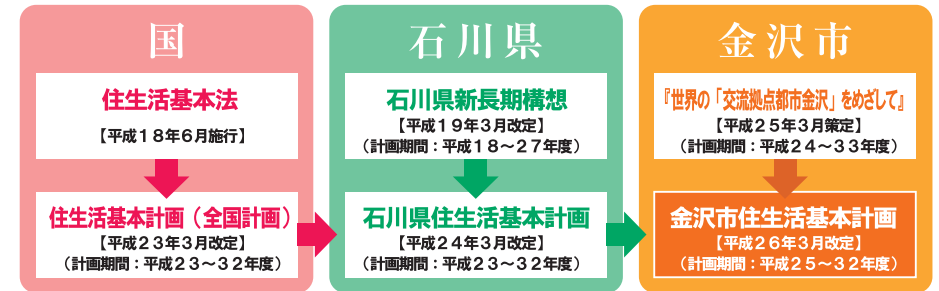 国
住生活基本法
【平成18年6月施行】
住生活基本計画(全国計画)
【平成23年3月改定】
(計画期間:平成23~32年度)
石川県
石川県新長期構想
【平成19年3月改定】
(計画期間:平成18~27年度)
石川県住生活基本計画
【平成24年3月改定】
(計画期間:平成23~32年度)
金沢市
『世界の「交流拠点都市金沢」をめざして』
【平成25年3月策定】
(計画期間:平成24~33年度)
金沢市住生活基本計画
【平成26年3月改定】
(計画期間:平成25~32年度)